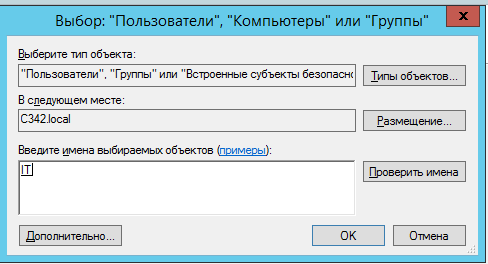 Выбор: "Пользователи", "Компьютеры" или "Группы"
x
Выберите тип объекта:
"Пользователи", "Группы" или "Встроенные субъекты безопасно
Типы объектов...
В следующем месте:
C342.local
Размещение...
Введите имена выбираемых объектов (примеры):
IT
Проверить имена
Дополнительно...
OK
Отмена